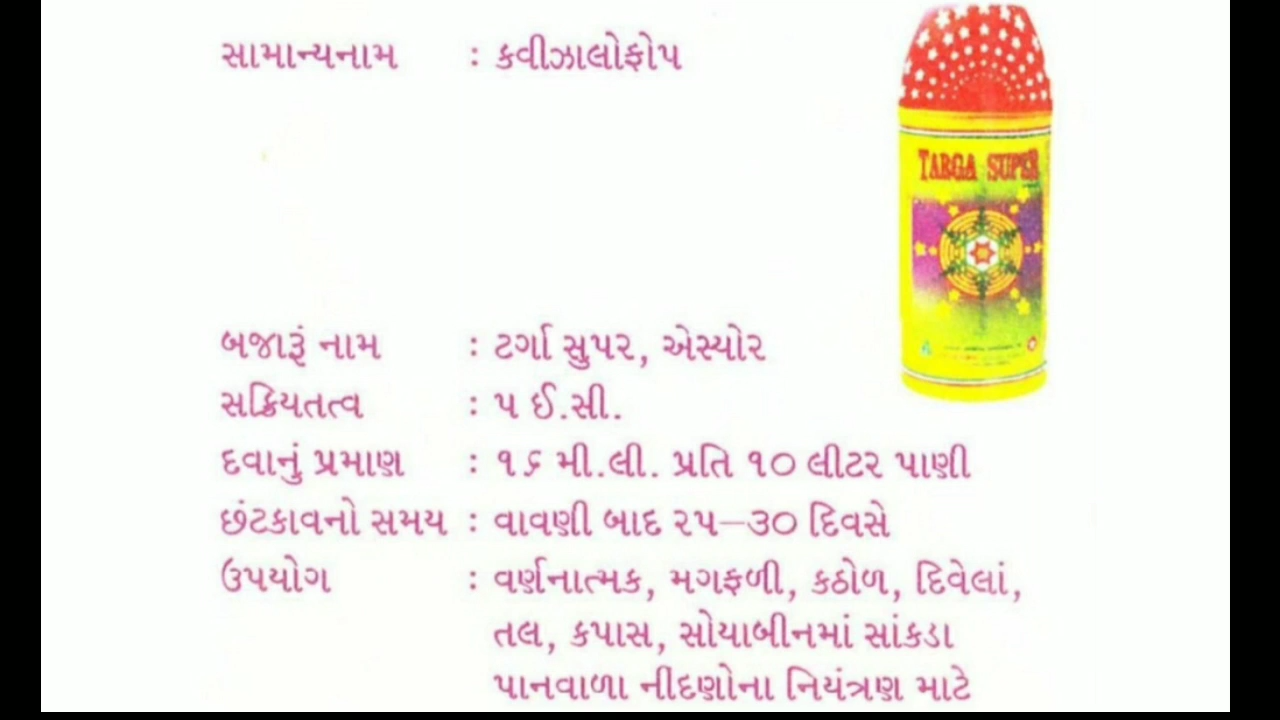 સામાન્યનામ : કવીઝાલોફોપ
TARGA SUPER
બજારૂં નામ : ટર્ગા સુપર, એસ્યોર
સક્રિયતત્વ : ૫ ઈ.સી.
દવાનું પ્રમાણ : ૧૬ મી.લી. પ્રતિ ૧૦ લીટર પાણી
છંટકાવનો સમય : વાવણી બાદ ૨૫–૩૦ દિવસે
ઉપયોગ : વર્ણનાત્મક, મગફળી, કઠોળ, દિવેલાં,
તલ, કપાસ, સોયાબીનમાં સાંકડા
પાનવાળા નીદણોના નિયંત્રણ માટે